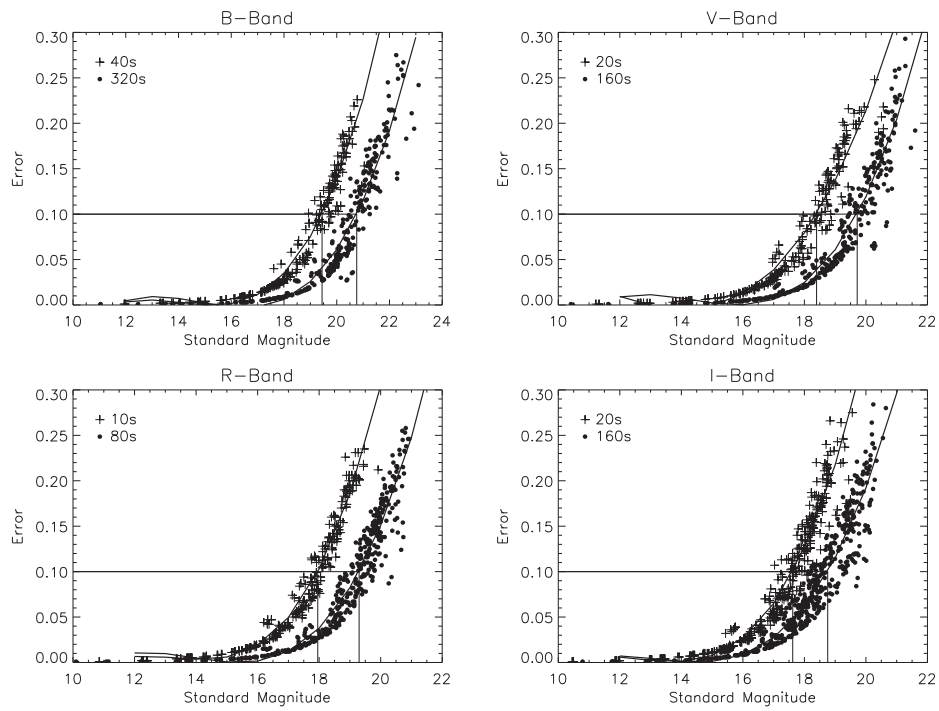 B-Band
0.30
0.25
0.20
0.15
0.10
0.05
0.00
Error
+ 40s
• 320s
10 12 14 16 18 20 22 24
Standard Magnitude
V-Band
0.30
0.25
0.20
0.15
0.10
0.05
0.00
Error
+ 20s
• 160s
10 12 14 16 18 20 22
Standard Magnitude
R-Band
0.30
0.25
0.20
0.15
0.10
0.05
0.00
Error
+ 10s
• 80s
10 12 14 16 18 20 22
Standard Magnitude
I-Band
0.30
0.25
0.20
0.15
0.10
0.05
0.00
Error
+ 20s
• 160s
10 12 14 16 18 20 22
Standard Magnitude